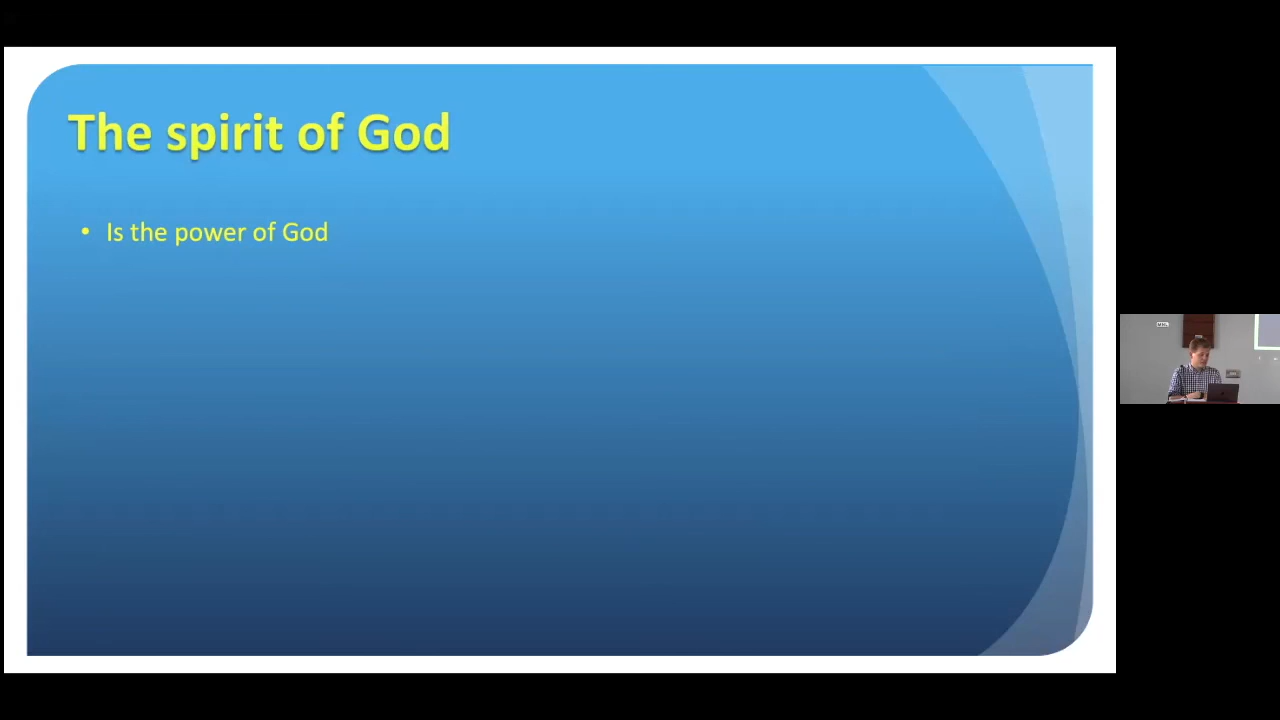 The spirit of God
• Is the power of God